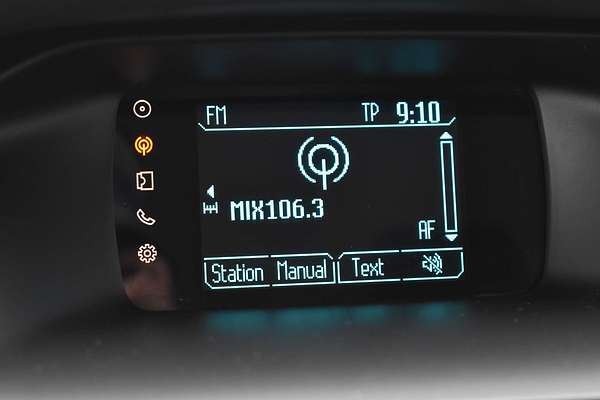 FM TP 9:10
MIX106.3
AF
Station Manual Text